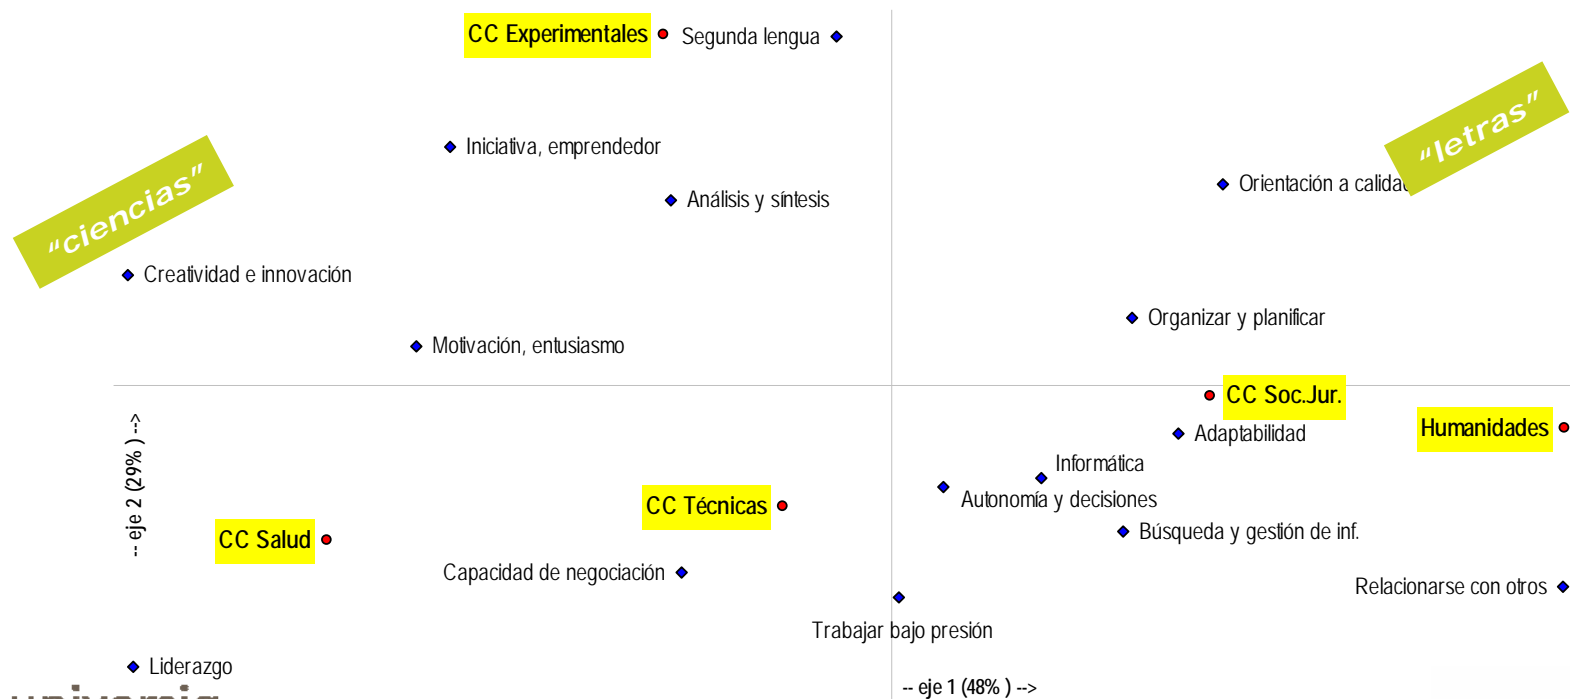 CC Experimentales
Segunda lengua
Iniciativa, emprendedor
"letras"
Análisis y síntesis
Orientación a calidad
"ciencias"
Creatividad e innovación
Organizar y planificar
Motivación, entusiasmo
CC Soc.Jur.
Humanidades
Adaptabilidad
Informática
Autonomía y decisiones
CC Técnicas
-- eje 2 (29% ) -->
CC Salud
Búsqueda y gestión de inf.
Capacidad de negociación
Relacionarse con otros
Trabajar bajo presión
Liderazgo
-- eje 1 (48% ) -->
universia